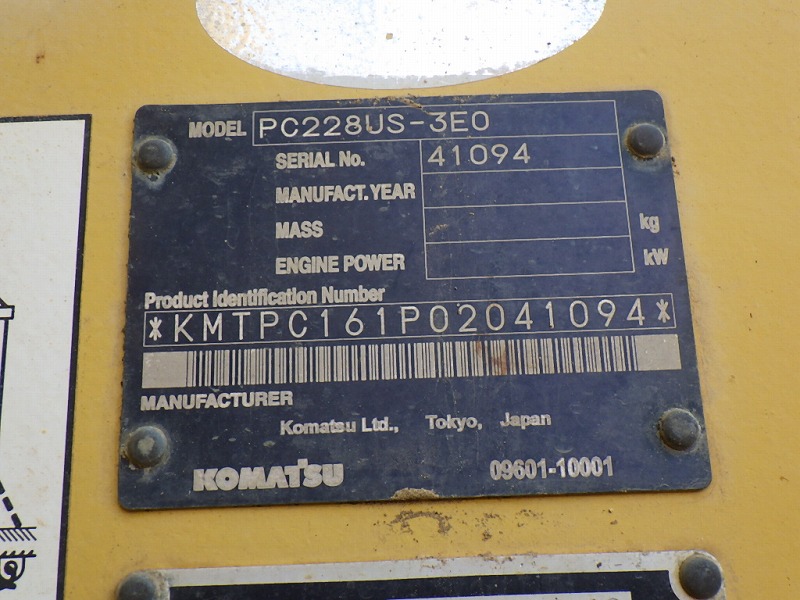 MODEL PC228US-3E0
SERIAL No. 41094
MANUFACT. YEAR
MASS kg
ENGINE POWER kW
Product Identification Number
*KMTPC161P02041094*
MANUFACTURER
Komatsu Ltd., Tokyo, Japan
KOMATSU 09601-10001